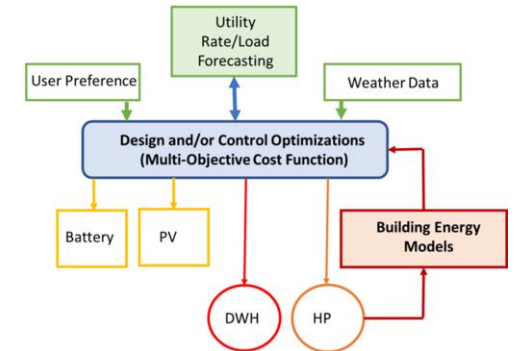 Utility
Rate/Load
Forecasting
User Preference
Weather Data
Design and/or Control Optimizations
(Multi-Objective Cost Function)
Battery
PV
Building Energy
Models
DWH
HP